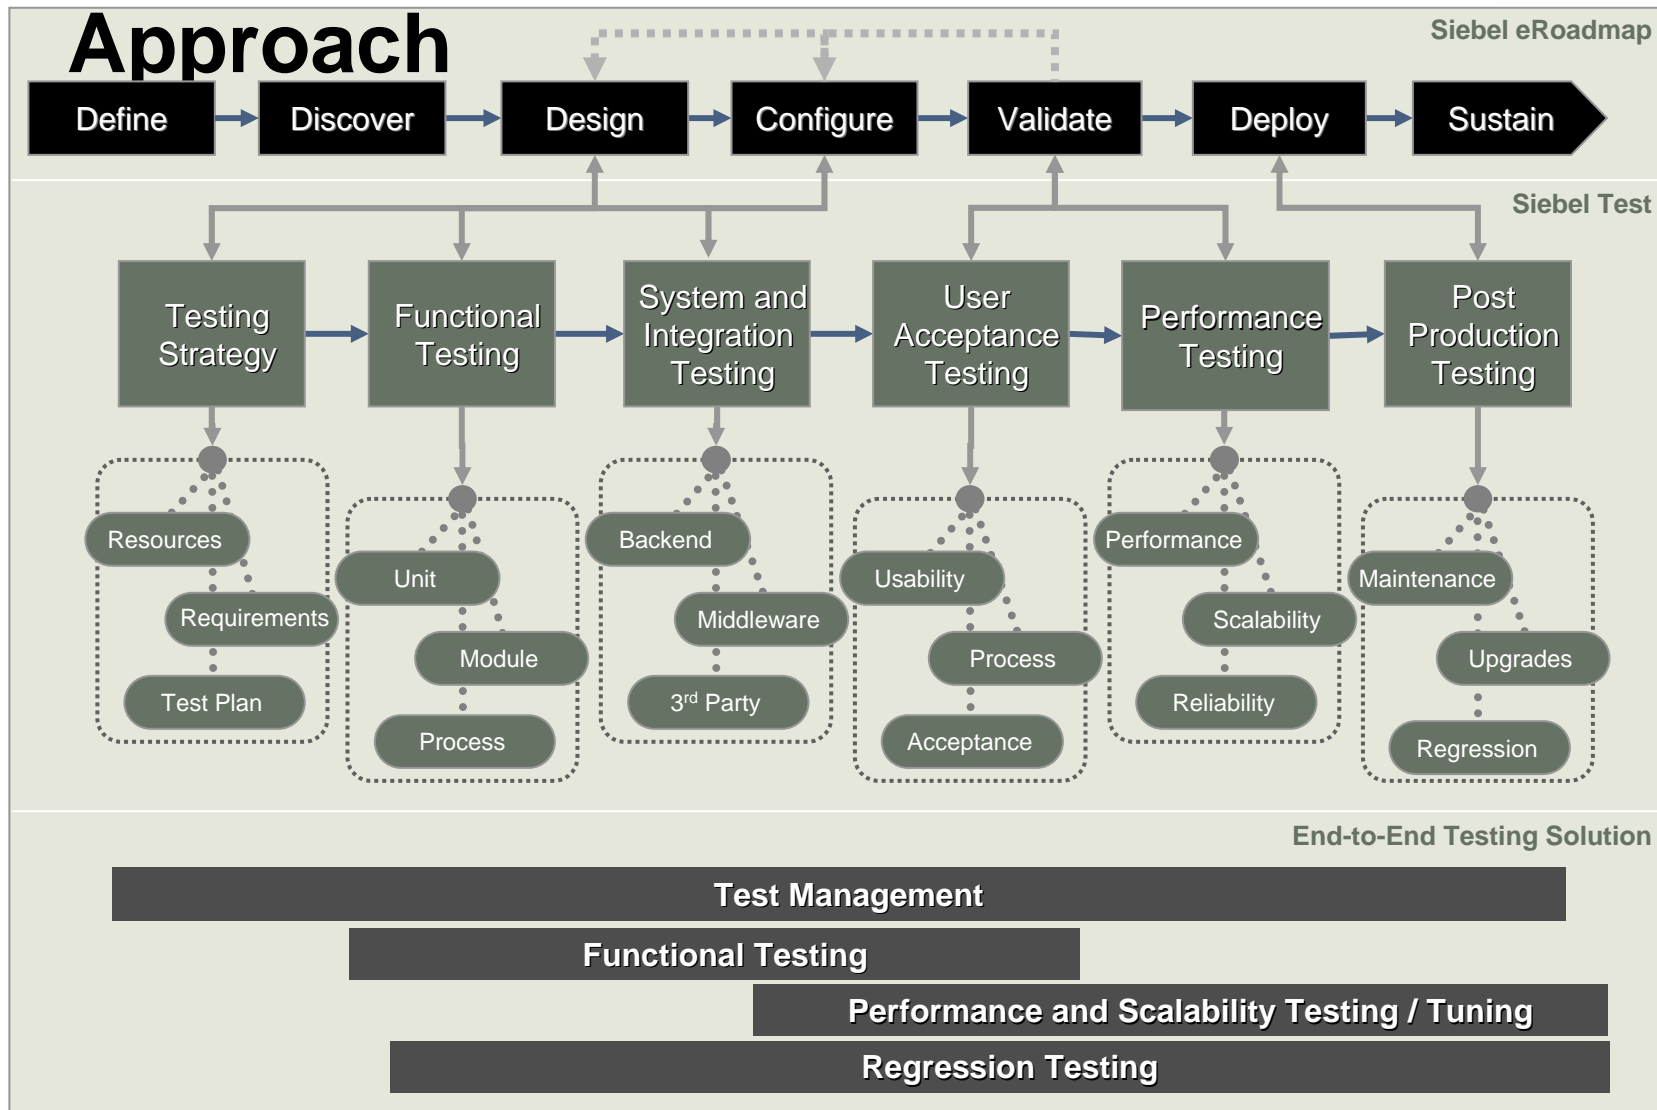 Approach
Siebel eRoadmap
Define
Discover
Design
Configure
Validate
Deploy
Sustain
Siebel Test
Testing
Strategy
Functional
Testing
System and
Integration
Testing
User
Acceptance
Testing
Performance
Testing
Post
Production
Testing
Resources
Requirements
Test Plan
Unit
Module
Process
Backend
Middleware
3rd Party
Usability
Process
Acceptance
Performance
Scalability
Reliability
Maintenance
Upgrades
Regression
End-to-End Testing Solution
Test Management
Functional Testing
Performance and Scalability Testing / Tuning
Regression Testing